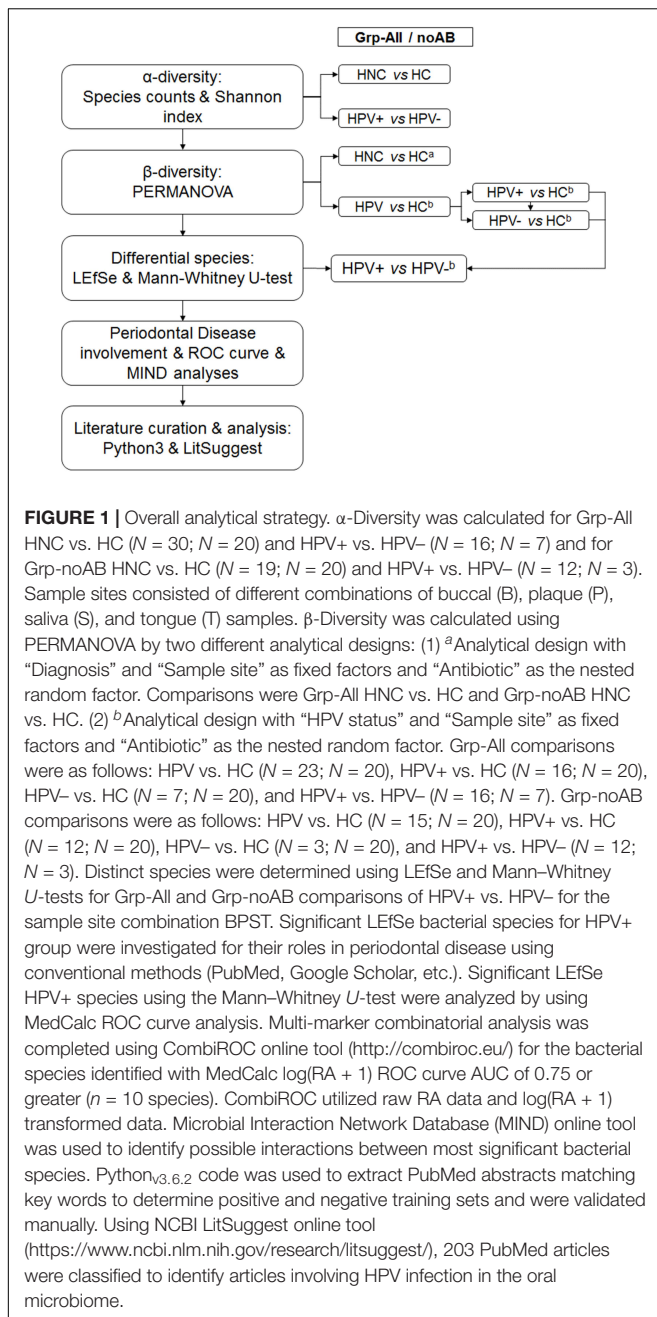 Grp-All / noAB
α-diversity:
Species counts & Shannon
index
HNC vs HC
HPV+ vs HPV-
β-diversity:
PERMANOVA
HNC vs HCa
HPV vs HCb
HPV+ vs HCb
HPV- vs HCb
Differential species:
LEfSe & Mann-Whitney U-test
HPV+ vs HPV-b
Periodontal Disease
involvement & ROC curve &
MIND analyses
Literature curation & analysis:
Python3 & LitSuggest
FIGURE 1 | Overall analytical strategy. α-Diversity was calculated for Grp-All
HNC vs. HC (N = 30; N = 20) and HPV+ vs. HPV– (N = 16; N = 7) and for
Grp-noAB HNC vs. HC (N = 19; N = 20) and HPV+ vs. HPV– (N = 12; N = 3).
Sample sites consisted of different combinations of buccal (B), plaque (P),
saliva (S), and tongue (T) samples. β-Diversity was calculated using
PERMANOVA by two different analytical designs: (1) aAnalytical design with
“Diagnosis” and “Sample site” as fixed factors and “Antibiotic” as the nested
random factor. Comparisons were Grp-All HNC vs. HC and Grp-noAB HNC
vs. HC. (2) bAnalytical design with “HPV status” and “Sample site” as fixed
factors and “Antibiotic” as the nested random factor. Grp-All comparisons
were as follows: HPV vs. HC (N = 23; N = 20), HPV+ vs. HC (N = 16; N = 20),
HPV– vs. HC (N = 7; N = 20), and HPV+ vs. HPV– (N = 16; N = 7). Grp-noAB
comparisons were as follows: HPV vs. HC (N = 15; N = 20), HPV+ vs. HC
(N = 12; N = 20), HPV– vs. HC (N = 3; N = 20), and HPV+ vs. HPV– (N = 12;
N = 3). Distinct species were determined using LEfSe and Mann–Whitney
U-tests for Grp-All and Grp-noAB comparisons of HPV+ vs. HPV– for the
sample site combination BPST. Significant LEfSe bacterial species for HPV+
group were investigated for their roles in periodontal disease using
conventional methods (PubMed, Google Scholar, etc.). Significant LEfSe
HPV+ species using the Mann–Whitney U-test were analyzed by using
MedCalc ROC curve analysis. Multi-marker combinatorial analysis was
completed using CombiROC online tool (http://combiroc.eu/) for the bacterial
species identified with MedCalc log(RA + 1) ROC curve AUC of 0.75 or
greater (n = 10 species). CombiROC utilized raw RA data and log(RA + 1)
transformed data. Microbial Interaction Network Database (MIND) online tool
was used to identify possible interactions between most significant bacterial
species. Pythonv3.6.2 code was used to extract PubMed abstracts matching
key words to determine positive and negative training sets and were validated
manually. Using NCBI LitSuggest online tool
(https://www.ncbi.nlm.nih.gov/research/litsuggest/), 203 PubMed articles
were classified to identify articles involving HPV infection in the oral
microbiome.